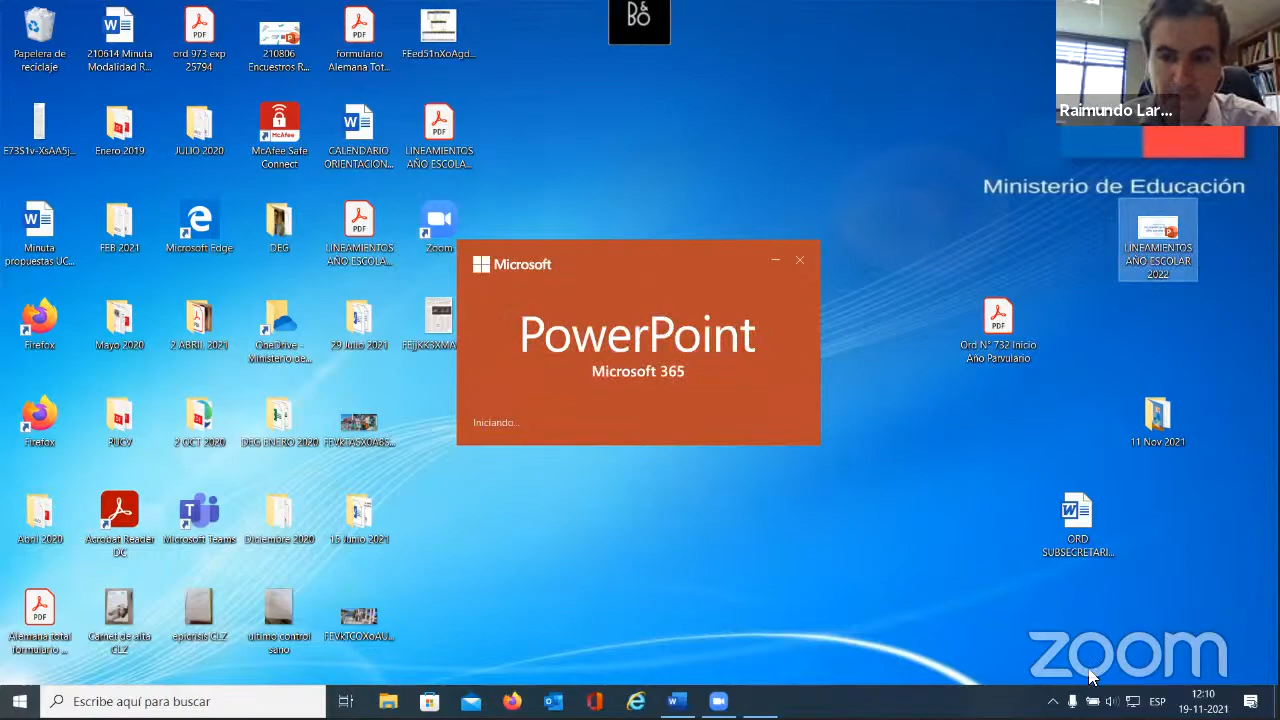 Papelera de
reciclaje
210614 Minuta
Modalidad R...
ord 973 exp
25794
210806
Encuestros R...
formulario
Alemana Tot...
FEed51nXoAgd...
Raimundo Lar...
Ministerio de Educación
E73S1v-XsAA5j...
Enero 2019
JULIO 2020
McAfee
McAfee Safe
Connect
CALENDARIO
ORIENTACION...
PDF
LINEAMIENTOS
AÑO ESCOLA...
Minuta
propuestas UC...
FEB 2021
Microsoft Edge
DEG
PDF
LINEAMIENTOS
AÑO ESCOLA...
Zoom
LINEAMIENTOS
AÑO ESCOLAR
2022
Microsoft
PowerPoint
Microsoft 365
Iniciando...
Firefox
Mayo 2020
2 ABRIL 2021
OneDrive -
Ministerio de...
29 Julio 2021
PDF
Ord N° 732 Inicio
Año Parvulario
Firefox
PUCV
2 OCT 2020
DEG ENERO 2020
11 Nov 2021
Abril 2020
Acrobat Reader
DC
Microsoft Teams
Diciembre 2020
16 Junio 2021
ORD
SUBSECRETARI...
PDF
Alemana total
formulario ...
Carnet de alta
CLZ
epicrisis CLZ
ultimo control
sano
zoom
Escribe aquí para buscar
ESP
12:10
19-11-2021